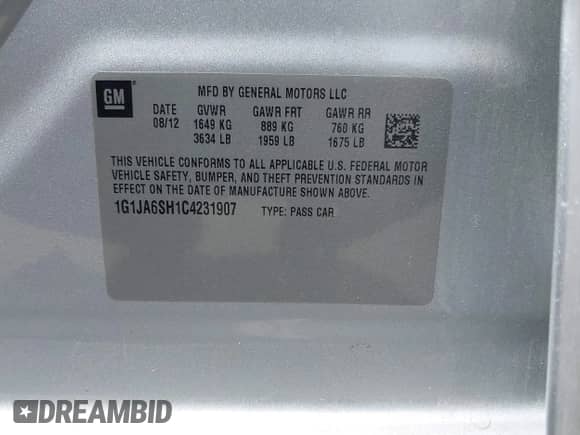 GM
MFD BY GENERAL MOTORS LLC
DATE GVWR GAWR FRT GAWR RR
08/12 1649 KG 889 KG 760 KG
3634 LB 1959 LB 1675 LB
THIS VEHICLE CONFORMS TO ALL APPLICABLE U.S. FEDERAL MOTOR
VEHICLE SAFETY, BUMPER, AND THEFT PREVENTION STANDARDS IN
EFFECT ON THE DATE OF MANUFACTURE SHOWN ABOVE.
1G1JA6SH1C4231907 TYPE: PASS CAR
DREAMBID